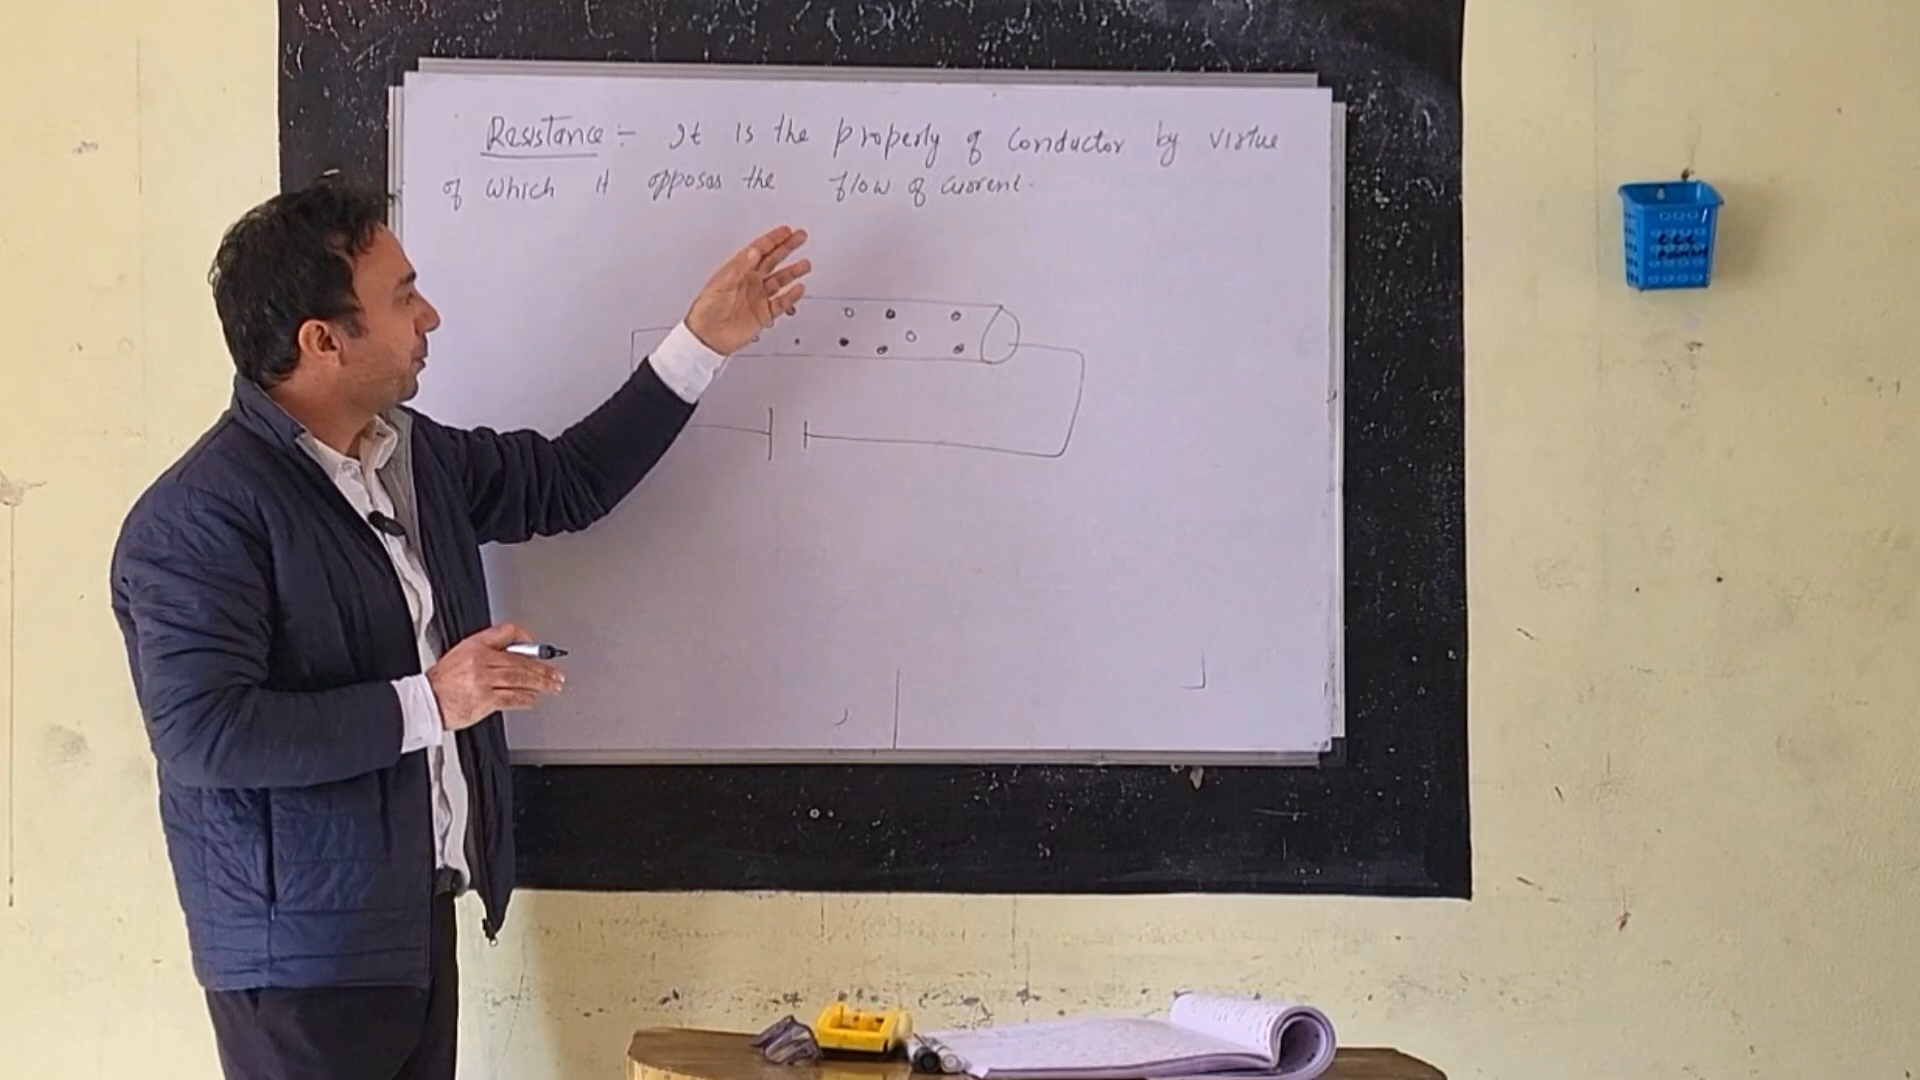 Resistance :- It is the property of Conductor by virtue
of which it opposes the flow of current.